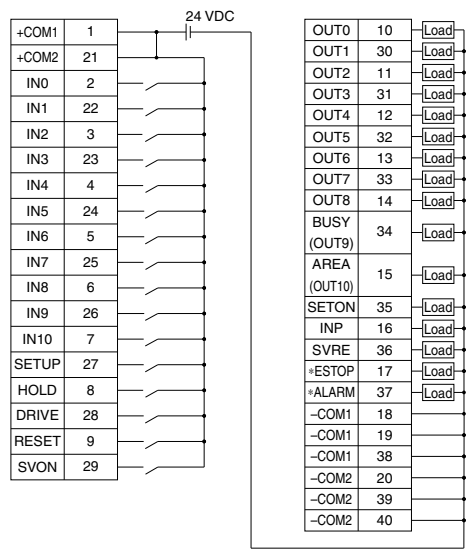 24 VDC
+COM1 1
+COM2 21
IN0 2
IN1 22
IN2 3
IN3 23
IN4 4
IN5 24
IN6 5
IN7 25
IN8 6
IN9 26
IN10 7
SETUP 27
HOLD 8
DRIVE 28
RESET 9
SVON 29
OUT0 10 Load
OUT1 30 Load
OUT2 11 Load
OUT3 31 Load
OUT4 12 Load
OUT5 32 Load
OUT6 13 Load
OUT7 33 Load
OUT8 14 Load
BUSY
(OUT9) 34 Load
AREA
(OUT10) 15 Load
SETON 35 Load
INP 16 Load
SVRE 36 Load
*ESTOP 17 Load
*ALARM 37 Load
–COM1 18
–COM1 19
–COM1 38
–COM2 20
–COM2 39
–COM2 40